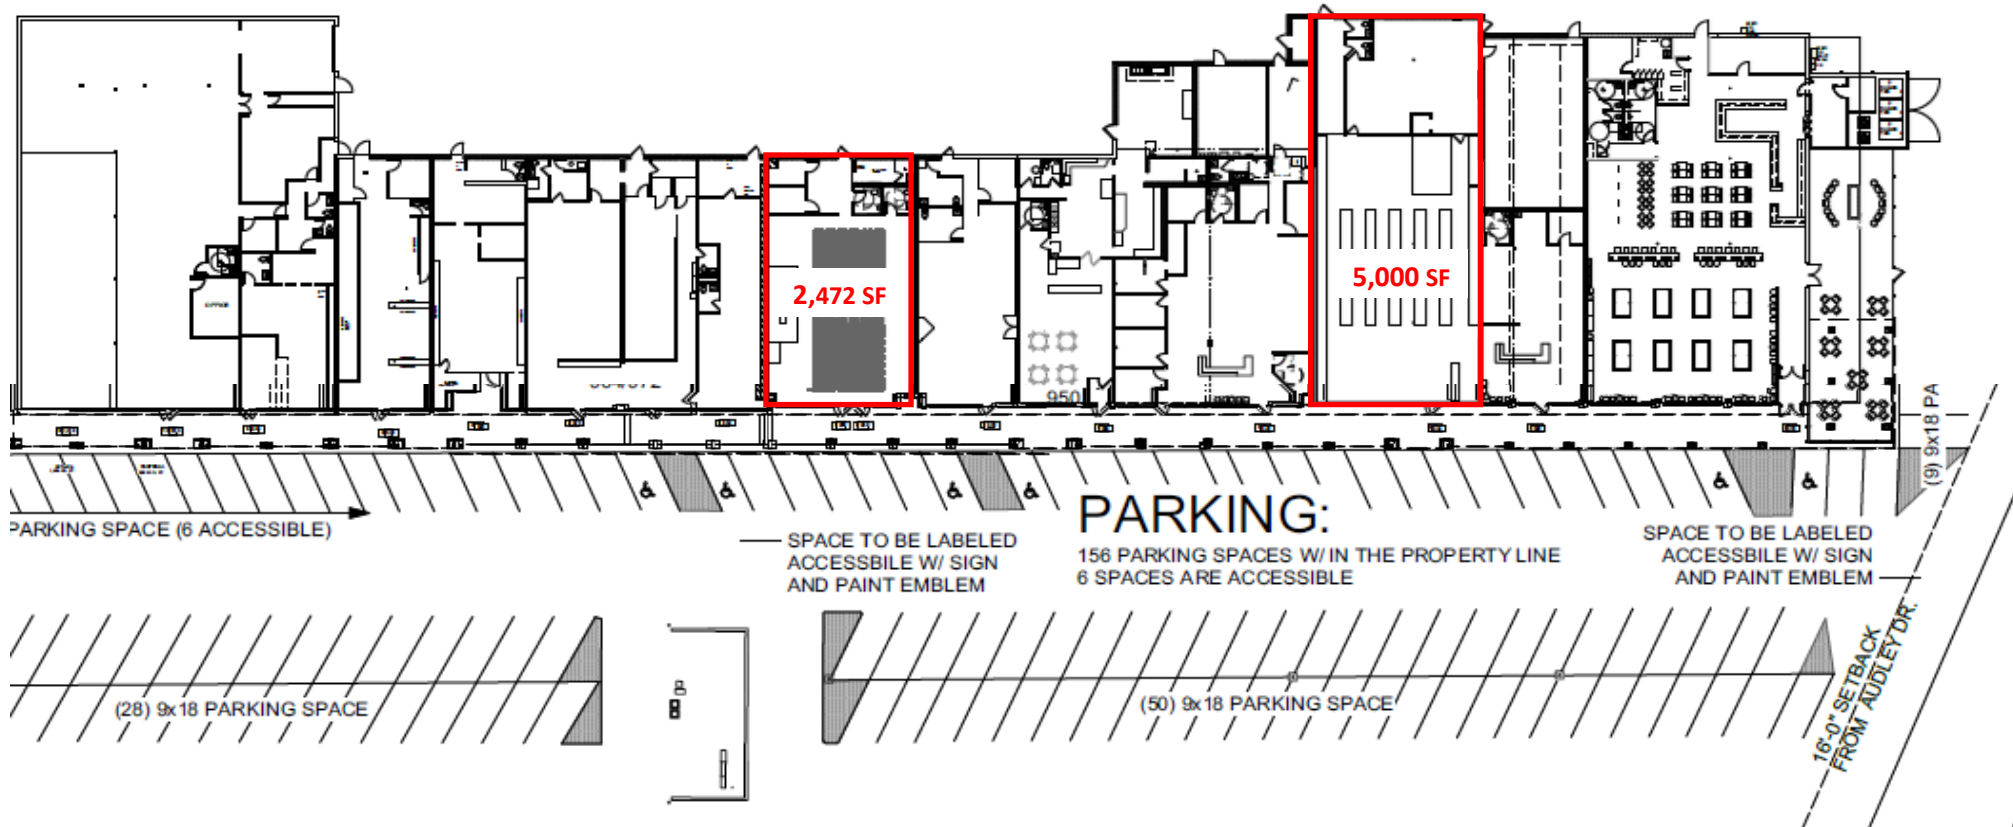 2,472 SF
5,000 SF
OFFICE
950
(9) 9x18 PA
PARKING SPACE (6 ACCESSIBLE)
SPACE TO BE LABELED
ACCESSBILE W/ SIGN
AND PAINT EMBLEM
PARKING:
156 PARKING SPACES W/ IN THE PROPERTY LINE
6 SPACES ARE ACCESSIBLE
SPACE TO BE LABELED
ACCESSBILE W/ SIGN
AND PAINT EMBLEM
(28) 9x18 PARKING SPACE
(50) 9x18 PARKING SPACE
16'-0" SETBACK
FROM AUDLEY DR.